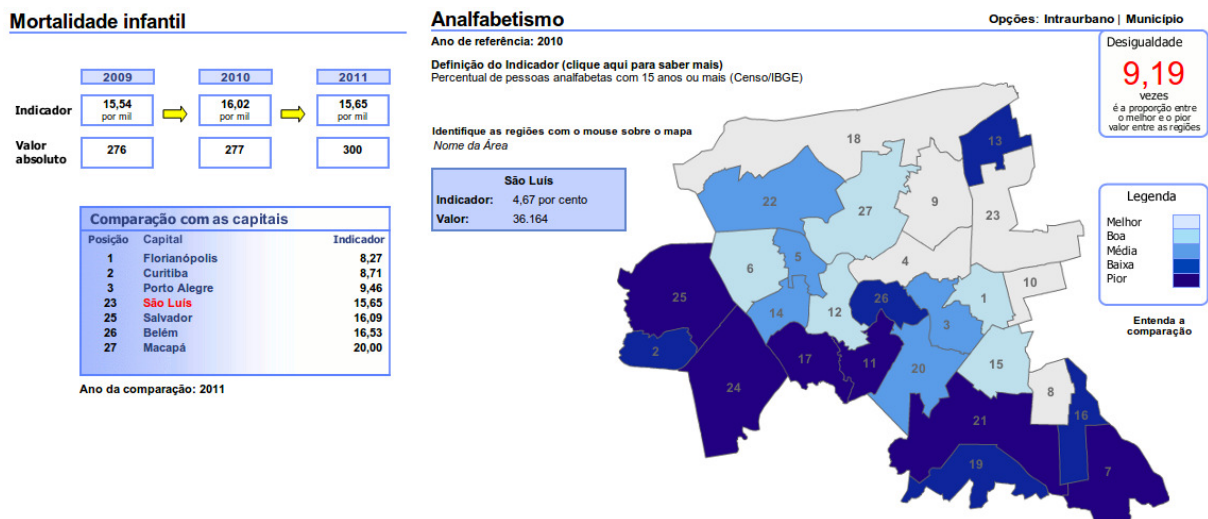 Mortalidade infantil
2009
2010
2011
Indicador
15,54
por mil
16,02
por mil
15,65
por mil
Valor
absoluto
276
277
300
Comparação com as capitais
Posição Capital Indicador
1 Florianópolis 8,27
2 Curitiba 8,71
3 Porto Alegre 9,46
23 São Luís 15,65
25 Salvador 16,09
26 Belém 16,53
27 Macapá 20,00
Ano da comparação: 2011
Analfabetismo
Opções: Intraurbano | Município
Ano de referência: 2010
Definição do Indicador (clique aqui para saber mais)
Percentual de pessoas analfabetas com 15 anos ou mais (Censo/IBGE)
Identifique as regiões com o mouse sobre o mapa
Nome da Área
São Luís
Indicador: 4,67 por cento
Valor: 36.164
18
13
22
27
9
23
6
5
4
25
26
10
1
14
12
3
2
17
11
20
15
24
8
21
16
19
7
Desigualdade
9,19
vezes
é a proporção entre
o melhor e o pior
valor entre as regiões
Legenda
Melhor
Boa
Média
Baixa
Pior
Entenda a
comparação